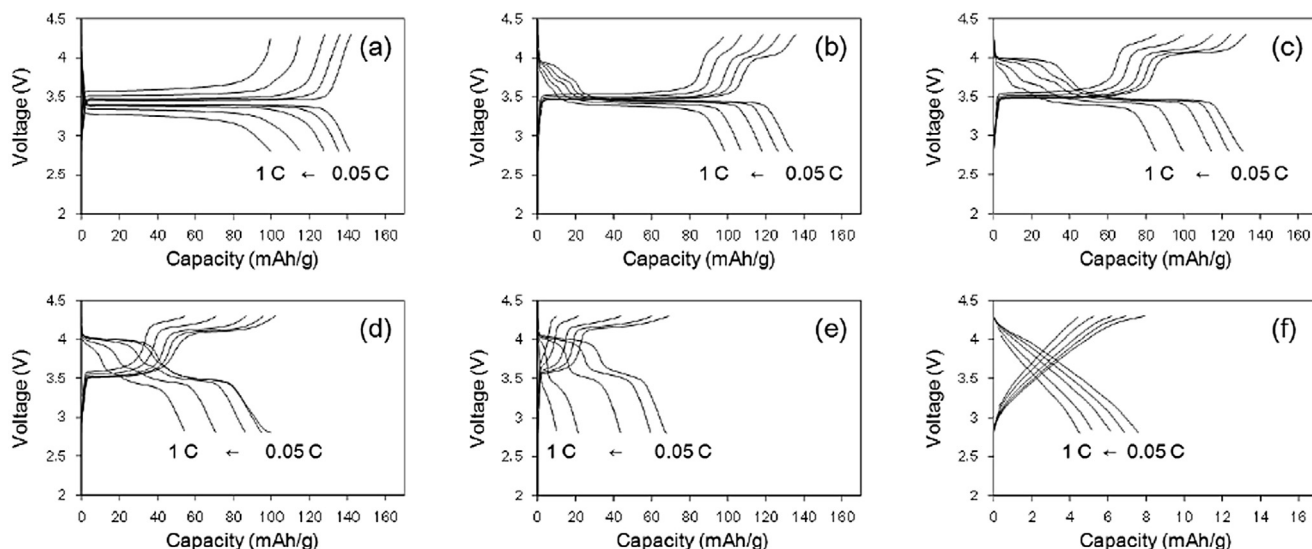 4.5
4
3.5
3
2.5
2
Voltage (V)
(a)
1 C ← 0.05 C
0 20 40 60 80 100 120 140 160
Capacity (mAh/g)
4.5
4
3.5
3
2.5
2
Voltage (V)
(b)
1 C ← 0.05 C
0 20 40 60 80 100 120 140 160
Capacity (mAh/g)
4.5
4
3.5
3
2.5
2
Voltage (V)
(c)
1 C ← 0.05 C
0 20 40 60 80 100 120 140 16
Capacity (mAh/g)
4.5
4
3.5
3
2.5
2
Voltage (V)
(d)
1 C ← 0.05 C
0 20 40 60 80 100 120 140 160
Capacity (mAh/g)
4.5
4
3.5
3
2.5
2
Voltage (V)
(e)
1 C ← 0.05 C
0 20 40 60 80 100 120 140 160
Capacity (mAh/g)
4.5
4
3.5
3
2.5
2
Voltage (V)
(f)
1 C ← 0.05 C
0 2 4 6 8 1 12 1 16
Capacity (mAh/g)